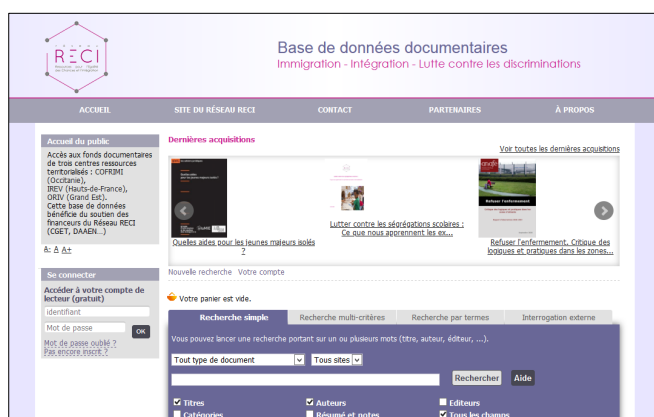 RECI
Base de données documentaires
Immigration - Intégration - Lutte contre les discriminations
ACCUEIL
SITE DU RÉSEAU RECI
CONTACT
PARTENAIRES
À PROPOS
Accueil du public
Accès aux fonds documentaires
de trois centres ressources
territorialisés : COFRIMI
(Occitanie),
IREV (Hauts-de-France),
ORIV (Grand Est).
Cette base de données
bénéficie du soutien des
financeurs du Réseau RECI
(CGET, DAAEN...)
A- A A+
Se connecter
Accéder à votre compte de
lecteur (gratuit)
identifiant
Mot de passe
OK
Mot de passe oublé ?
Pas encore inscrit ?
Dernières acquisitions
Voir toutes les dernières acquistions
Quelles aides pour les jeunes majeurs isolés
?
Lutter contre les ségrégations scolaires :
Ce que nous apprennent les ex...
Refuser l'enfermement
Refuser l'enfermement. Critique des
logiques et pratiques dans les zones...
Nouvelle recherche Votre compte
Votre panier est vide.
Recherche simple
Recherche multi-critères
Recherche par termes
Interrogation externe
Vous pouvez lancer une recherche portant sur un ou plusieurs mots (titre, auteur, éditeur, ...).
Tout type de document
Tous sites
Rechercher
Aide
Titres
Auteurs
Editeurs
Catégories
Résumé et notes
Tous les champs